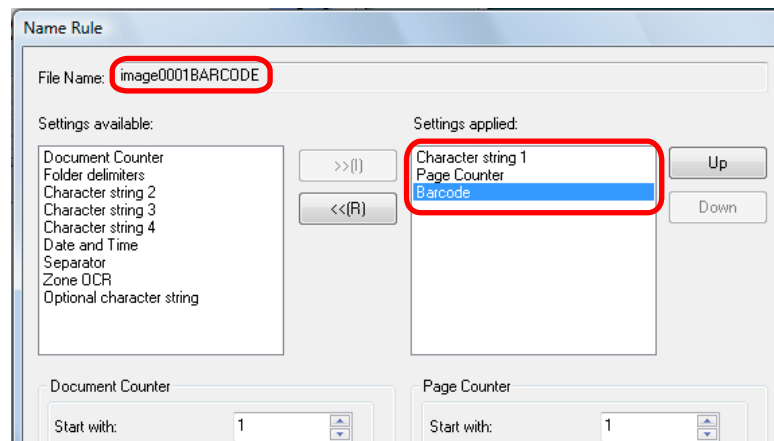 Name Rule
File Name: image0001BARCODE
Settings available:
Document Counter
Folder delimiters
Character string 2
Character string 3
Character string 4
Date and Time
Separator
Zone OCR
Optional character string
>>(I)
<<(R)
Settings applied:
Character string 1
Page Counter
Barcode
Up
Down
Document Counter
Start with: 1
Page Counter
Start with: 1